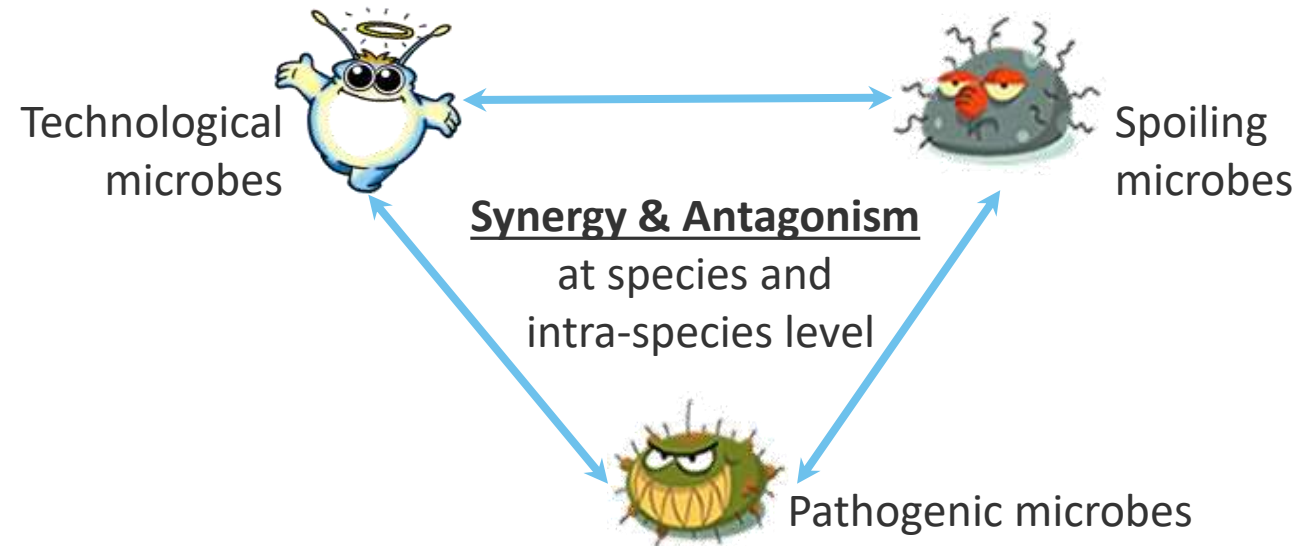 Technological
microbes
Spoiling
microbes
Synergy & Antagonism
at species and
intra-species level
Pathogenic microbes